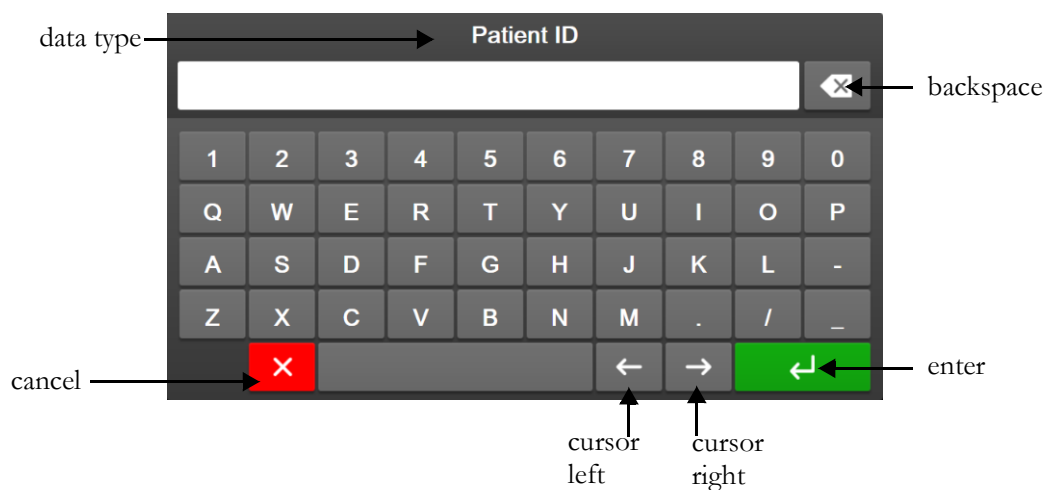 data type
Patient ID
backspace
1 2 3 4 5 6 7 8 9 0
Q W E R T Y U I O P
A S D F G H J K L -
Z X C V B N M . / _
cancel
enter
cursor
left
cursor
right